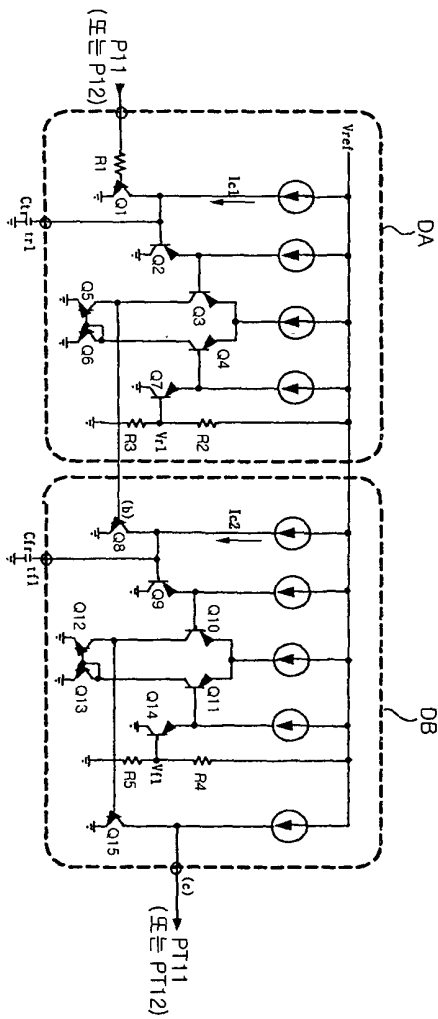 DA
DB
Vref
P11
(또는 P12)
R1
Q1
Ic1
Ctr
tr1
Q2
Q3
Q4
Q5
Q6
Q7
Vr1
R2
R3
(b)
Q8
Ic2
Cfr
tf1
Q9
Q10
Q11
Q12
Q13
Q14
Vf1
R4
R5
Q15
(c)
PT11
(또는 PT12)